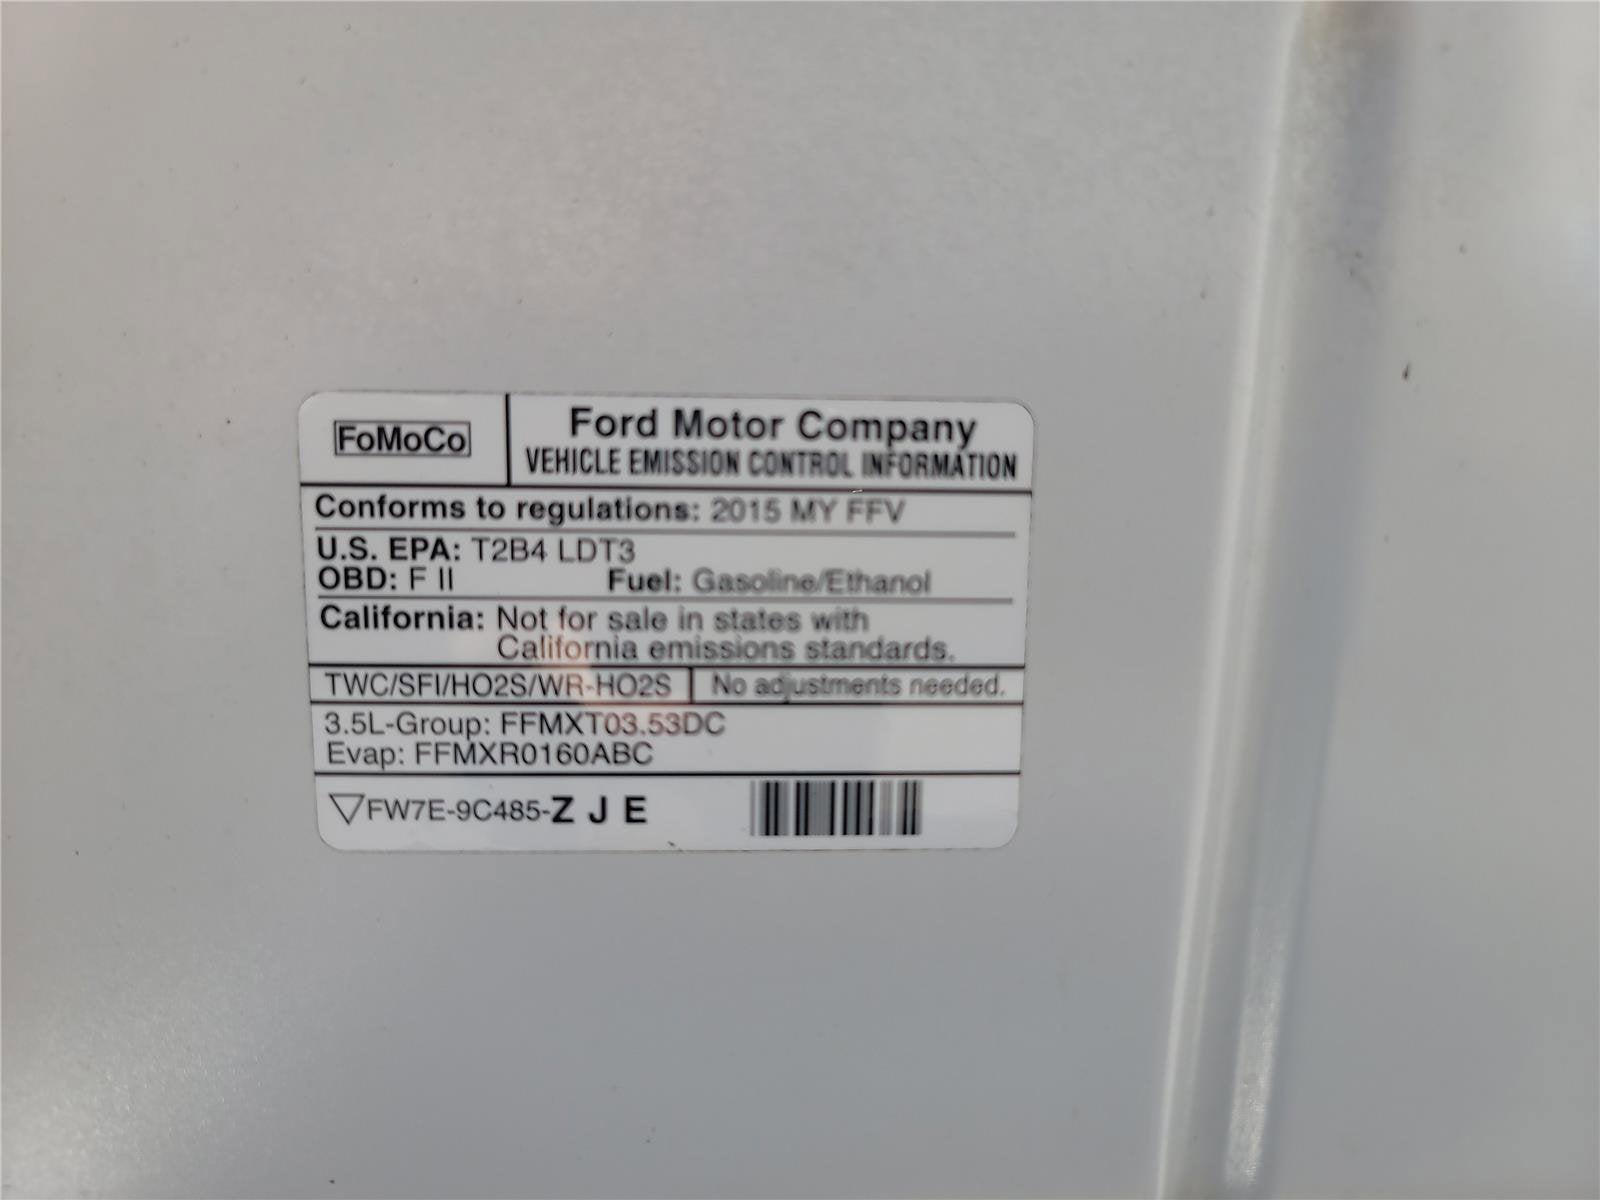 FoMoCo
Ford Motor Company
VEHICLE EMISSION CONTROL INFORMATION
Conforms to regulations: 2015 MY FFV
U.S. EPA: T2B4 LDT3
OBD: F II Fuel: Gasoline/Ethanol
California: Not for sale in states with
California emissions standards.
TWC/SFI/HO2S/WR-HO2S No adjustments needed.
3.5L-Group: FFMXT03.53DC
Evap: FFMXR0160ABC
FW7E-9C485-Z J E